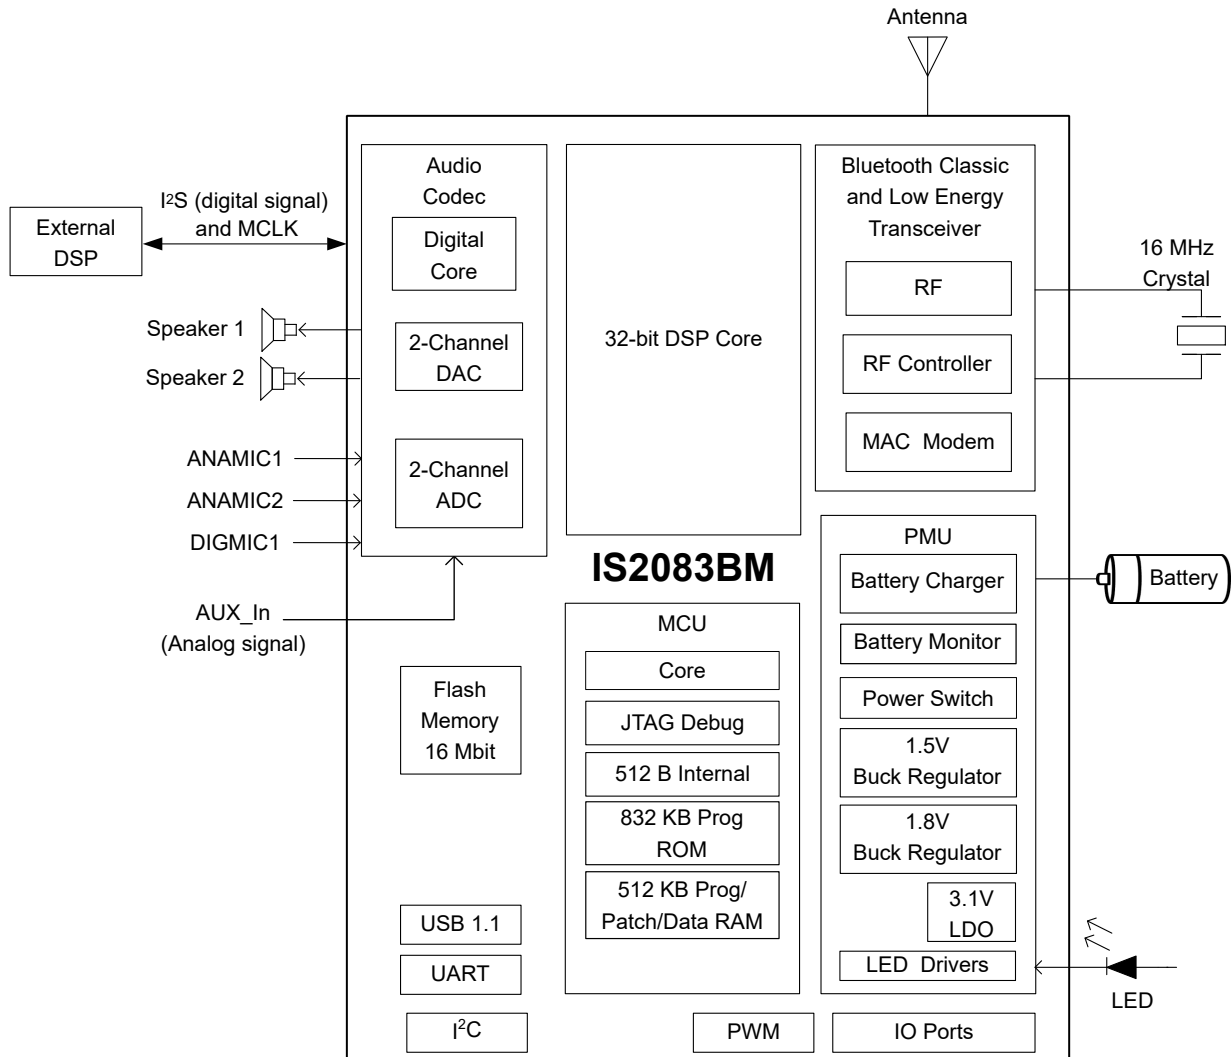 Antenna
Audio
Codec
Digital
Core
2-Channel
DAC
2-Channel
ADC
32-bit DSP Core
Bluetooth Classic
and Low Energy
Transceiver
RF
RF Controller
MAC Modem
I2S (digital signal)
and MCLK
External
DSP
Speaker 1
Speaker 2
ANAMIC1
ANAMIC2
DIGMIC1
AUX_In
(Analog signal)
16 MHz
Crystal
IS2083BM
PMU
Battery Charger
Battery Monitor
Power Switch
1.5V
Buck Regulator
1.8V
Buck Regulator
3.1V
LDO
LED Drivers
Battery
LED
MCU
Core
JTAG Debug
512 B Internal
832 KB Prog
ROM
512 KB Prog/
Patch/Data RAM
Flash
Memory
16 Mbit
USB 1.1
UART
I2C
PWM
IO Ports